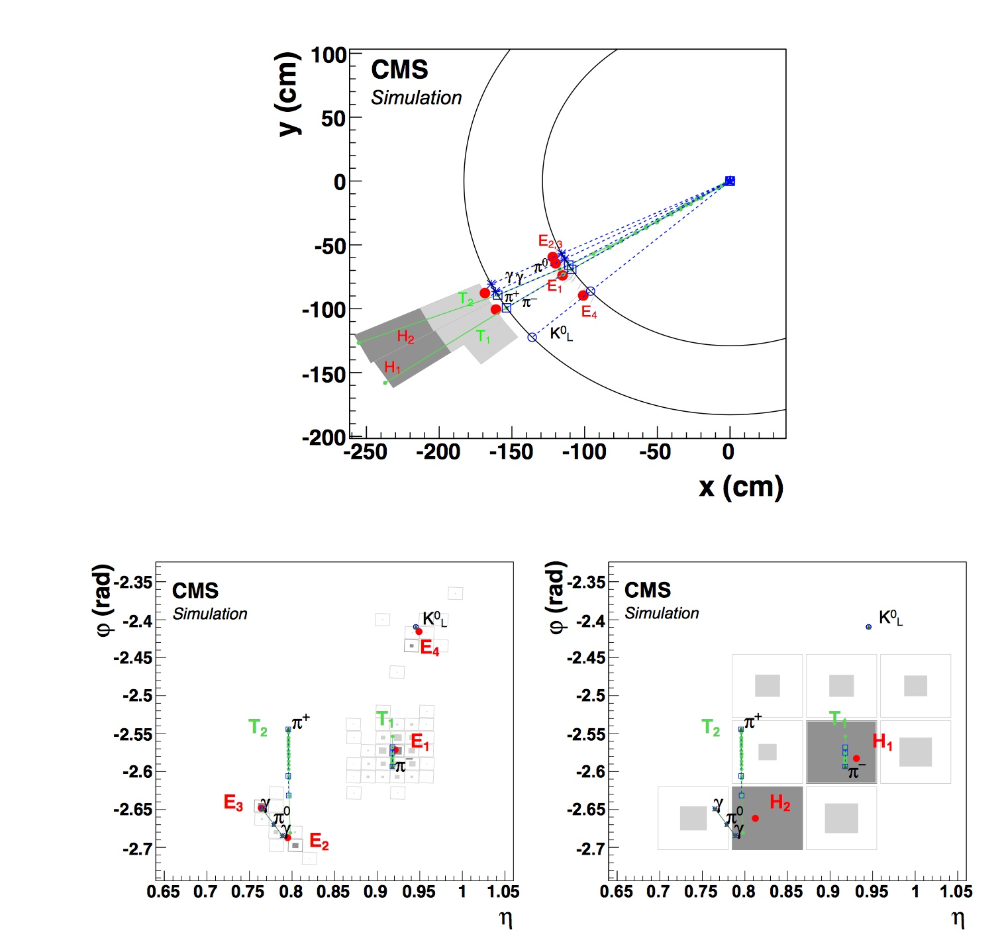 CMS
Simulation
y (cm)
100
50
0
-50
-100
-150
-200
E2,3
π0
γ γ
E1
T2
π+
π−
E4
K0L
H2
T1
H1
-250 -200 -150 -100 -50 0
x (cm)
φ (rad)
CMS
Simulation
-2.35
-2.4
-2.45
-2.5
-2.55
-2.6
-2.65
-2.7
K0L
E4
T2
π+
T1
E1
π−
E3
γ
π0
γ
E2
0.65 0.7 0.75 0.8 0.85 0.9 0.95 1 1.05
η
φ (rad)
CMS
Simulation
-2.35
-2.4
-2.45
-2.5
-2.55
-2.6
-2.65
-2.7
K0L
T2
π+
T1
H1
π−
γ
π0
γ
H2
0.65 0.7 0.75 0.8 0.85 0.9 0.95 1 1.05
η